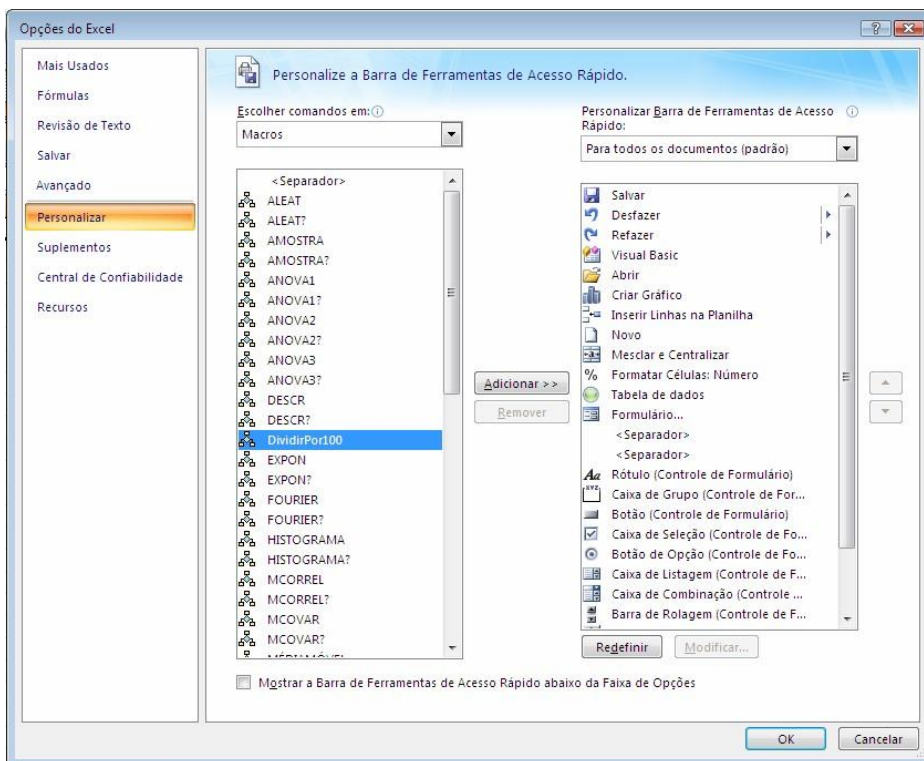 Opções do Excel
Mais Usados
Fórmulas
Revisão de Texto
Salvar
Avançado
Personalizar
Suplementos
Central de Confiabilidade
Recursos
Personalize a Barra de Ferramentas de Acesso Rápido.
Escolher comandos em:
Macros
<Separador>
ALEAT
ALEAT?
AMOSTRA
AMOSTRA?
ANOVA1
ANOVA1?
ANOVA2
ANOVA2?
ANOVA3
ANOVA3?
DESCR
DESCR?
DividirPor100
EXPON
EXPON?
FOURIER
FOURIER?
HISTOGRAMA
HISTOGRAMA?
MCORREL
MCORREL?
MCOVAR
MCOVAR?
MÉDIAMÓVEL
Adicionar >>
Remover
Personalizar Barra de Ferramentas de Acesso
Rápido:
Para todos os documentos (padrão)
Salvar
Desfazer
Refazer
Visual Basic
Abrir
Criar Gráfico
Inserir Linhas na Planilha
Novo
Mesclar e Centralizar
% Formatar Células: Número
Tabela de dados
Formulário...
<Separador>
<Separador>
Aa Rótulo (Controle de Formulário)
Caixa de Grupo (Controle de For...
Botão (Controle de Formulário)
Caixa de Seleção (Controle de Fo...
Botão de Opção (Controle de Fo...
Caixa de Listagem (Controle de F...
Caixa de Combinação (Controle ...
Barra de Rolagem (Controle de F...
Redefinir
Modificar...
Mostrar a Barra de Ferramentas de Acesso Rápido abaixo da Faixa de Opções
OK
Cancelar